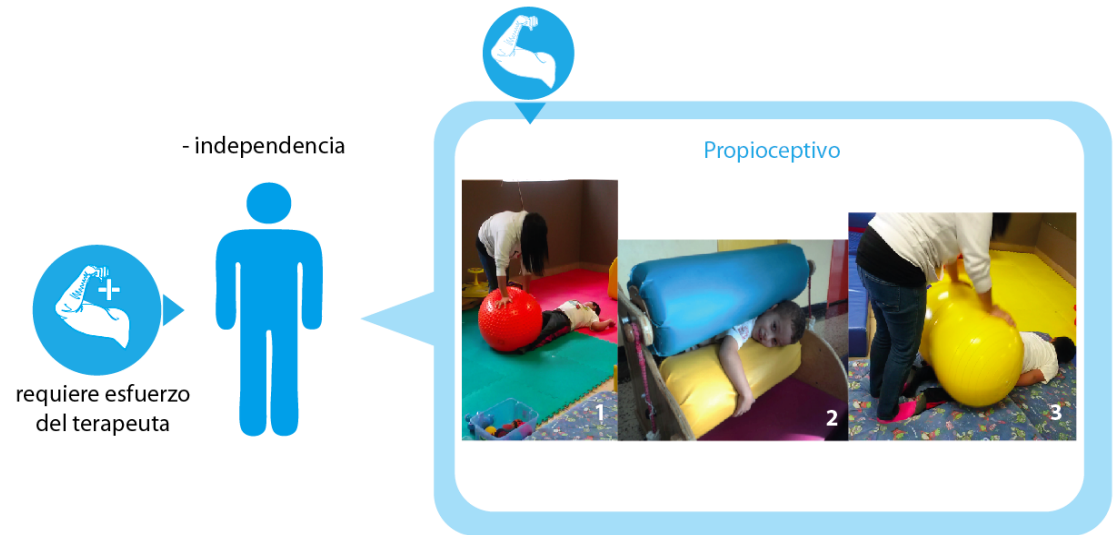 - independencia
+
requiere esfuerzo
del terapeuta
Propioceptivo
1
2
3